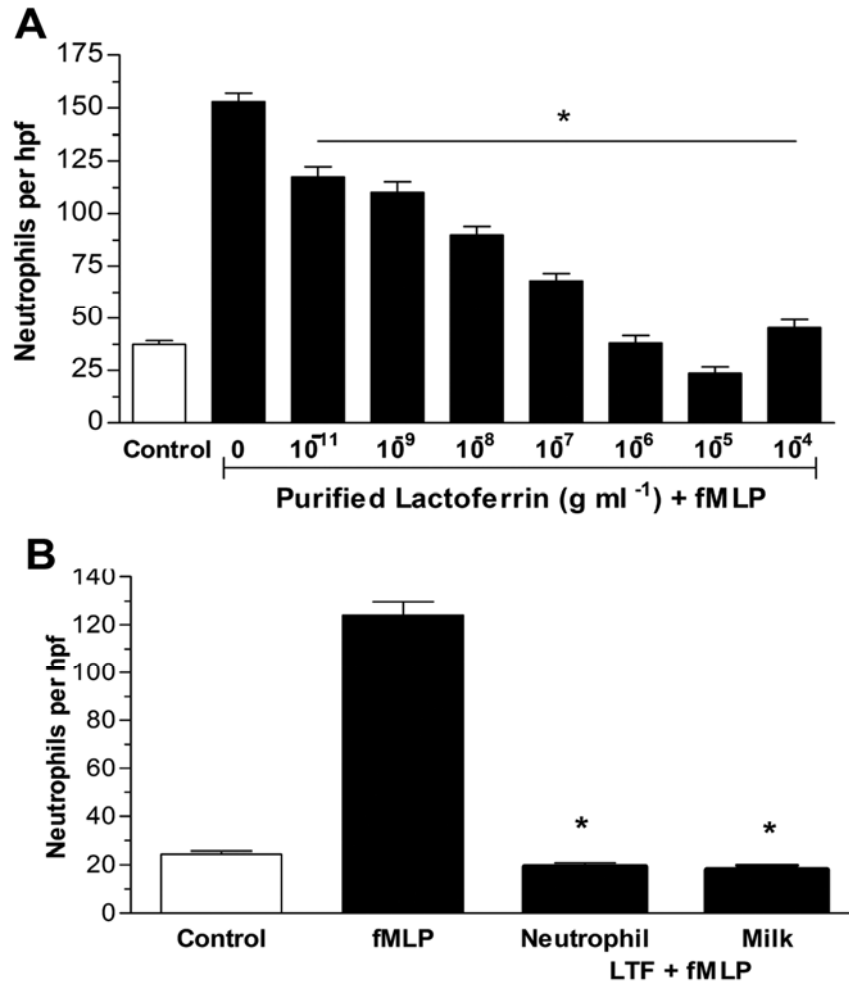 A
175
150
125
100
75
50
25
0
Neutrophils per hpf
*
Control 0 10⁻¹¹ 10⁻⁹ 10⁻⁸ 10⁻⁷ 10⁻⁶ 10⁻⁵ 10⁻⁴
Purified Lactoferrin (g ml ⁻¹) + fMLP
B
140
120
100
80
60
40
20
0
Neutrophils per hpf
* *
Control fMLP Neutrophil Milk
LTF + fMLP